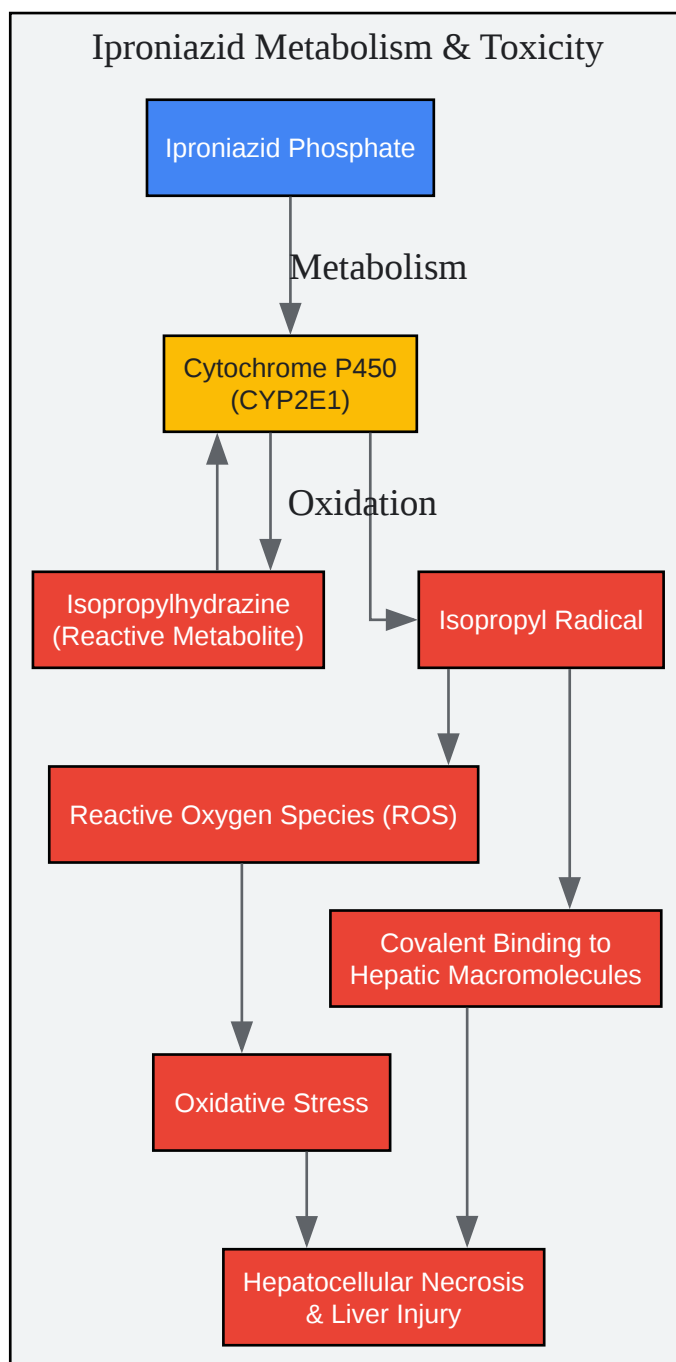 Iproniazid Metabolism & Toxicity
Iproniazid Phosphate
Metabolism
Cytochrome P450
(CYP2E1)
Oxidation
Isopropylhydrazine
(Reactive Metabolite)
Isopropyl Radical
Reactive Oxygen Species (ROS)
Covalent Binding to
Hepatic Macromolecules
Oxidative Stress
Hepatocellular Necrosis
& Liver Injury